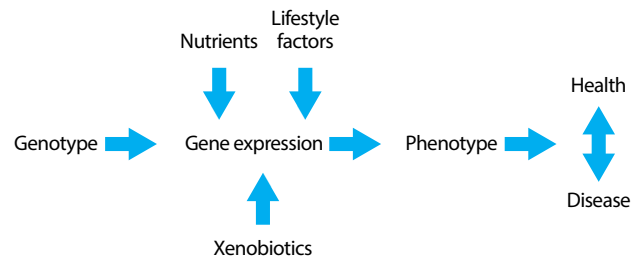 Lifestyle
factors
Nutrients
Health
Genotype
Gene expression
Phenotype
Disease
Xenobiotics